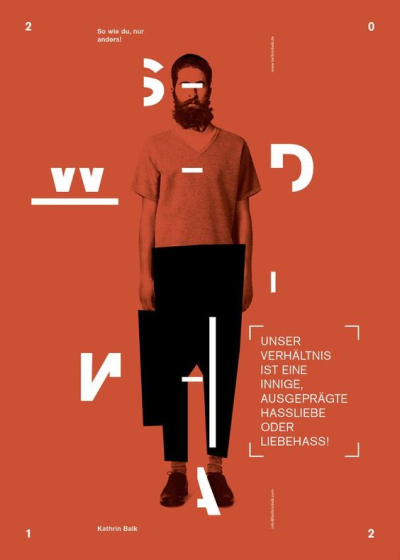 2
0
So wie du, nur
anders!
S
W
D
I
N
A
UNSER
VERHÄLTNIS
IST EINE
INNIGE,
AUSGEPRÄGTE
HASSLIEBE
ODER
LIEBEHASS!
1
Kathrin Balk
2